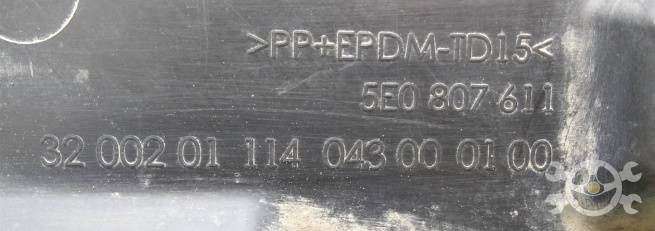 >PP+EPDM-TD15<
5E0 807 611
32 002 01 114 043 00 01 00